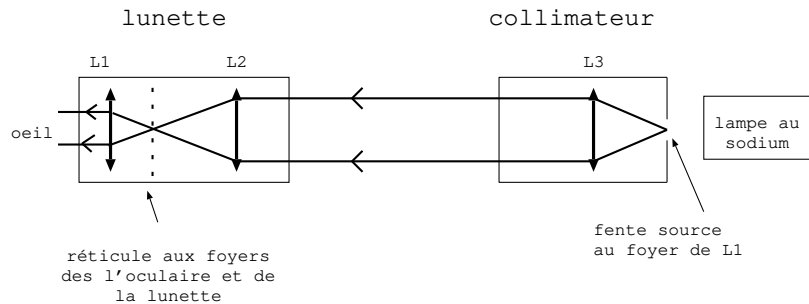 lunette
collimateur
L1
L2
L3
oeil
lampe au
sodium
fente source
au foyer de L1
réticule aux foyers
des l'oculaire et de
la lunette